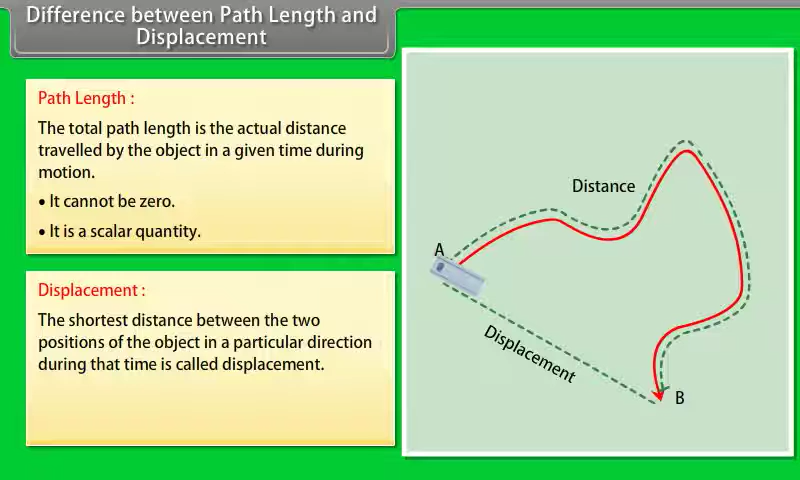 Difference between Path Length and
Displacement
Path Length :
The total path length is the actual distance
travelled by the object in a given time during
motion.
• It cannot be zero.
• It is a scalar quantity.
Displacement :
The shortest distance between the two
positions of the object in a particular direction
during that time is called displacement.
Distance
A
Displacement
B